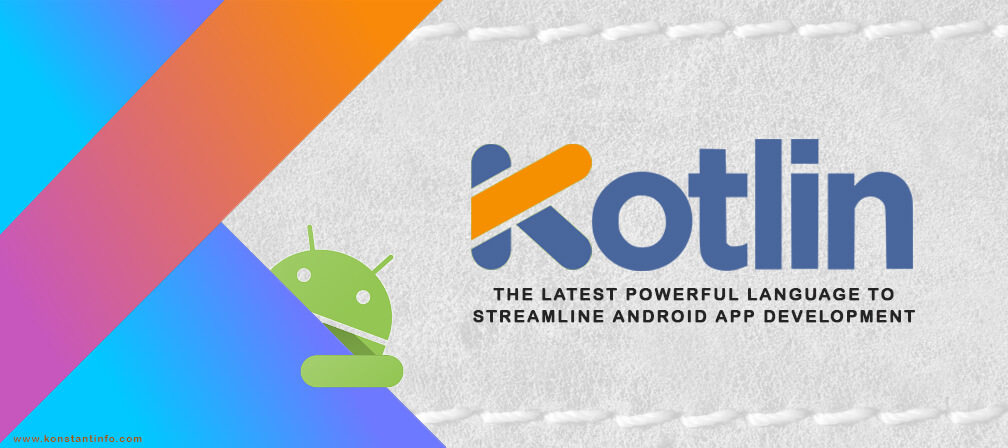 Kotlin
THE LATEST POWERFUL LANGUAGE TO
STREAMLINE ANDROID APP DEVELOPMENT
www.konstantinfo.com